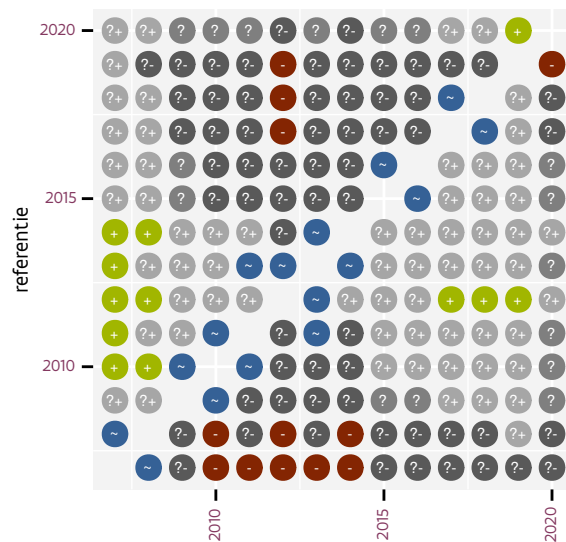 2020 ?+ ?+ ? ? ? ?- ? ?- ? ? ?+ ?+ +
?+ ?- ?- ?- ?- - ?- ?- ?- ?- ?- ?- -
?+ ?+ ?- ?- ?- - ?- ?- ?- ?- ~ ?+ ?-
?+ ?+ ?- ?- ?- - ?- ?- ?- ?- ~ ?+ ?-
?+ ?+ ? ?- ?- ?- ?- ?- ~ ?+ ?+ ?+ ?
2015 ?+ ?+ ? ?- ?- ?- ?- ?- ~ ?+ ?+ ?+ ?
+ + ?+ ?+ ?+ ?- ~ ?+ ?+ ?+ ?+ ?+ ?+
+ ?+ ?+ ?+ ~ ~ ~ ?+ ?+ ?+ ?+ ?+ ?
+ + ?+ ?+ ?+ ~ ?+ ?+ ?+ + + + ?+
+ ?+ ?+ ~ ?- ~ ?- ?+ ?+ ?+ ?+ ?+ ?
2010 + + ~ ~ ?- ?- ?- ?+ ?+ ?+ ?+ ?+ ?
?+ ?+ ~ ?- ?- ?- ?- ? ? ?+ ?+ ?+ ?
~ ?- - ?- - ?- - ?- ?- ?- ?- ?+ ?-
~ ?- - - - - - ?- ?- ?- ?- ?- ?-
referentie
2010 2015 2020